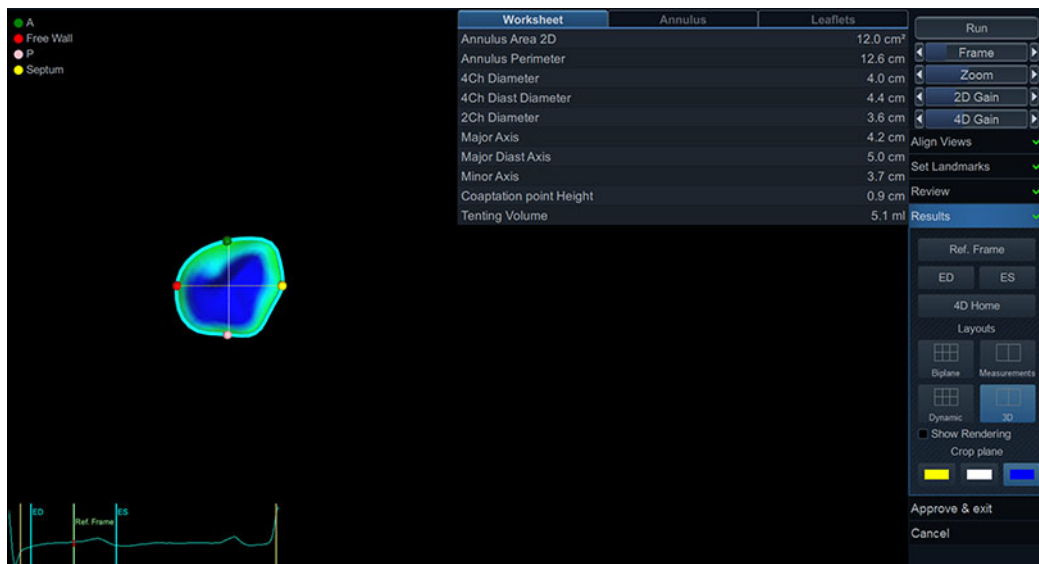 A
Free Wall
P
Septum
Worksheet Annulus Leaflets
Annulus Area 2D 12.0 cm²
Annulus Perimeter 12.6 cm
4Ch Diameter 4.0 cm
4Ch Diast Diameter 4.4 cm
2Ch Diameter 3.6 cm
Major Axis 4.2 cm
Major Diast Axis 5.0 cm
Minor Axis 3.7 cm
Coaptation point Height 0.9 cm
Tenting Volume 5.1 ml
Run
Frame
Zoom
2D Gain
4D Gain
Align Views
Set Landmarks
Review
Results
Ref. Frame
ED ES
4D Home
Layouts
Biplane Measurements
Dynamic 3D
Show Rendering
Crop plane
Approve & exit
Cancel
ED Ref. Frame ES